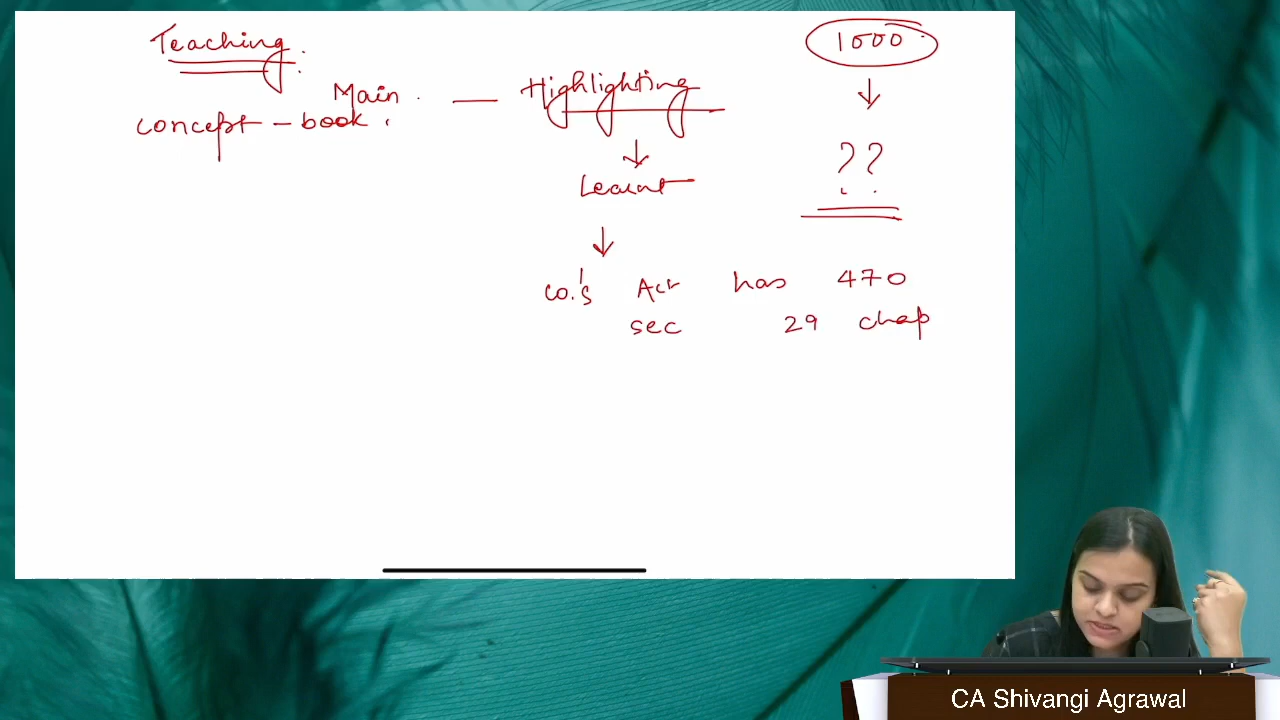 Teaching.
Main
concept - book.
— Highlighting
↓
Learnt
↓
Co.'s Act has 470
sec 29 chap
1000
↓
??
CA Shivangi Agrawal